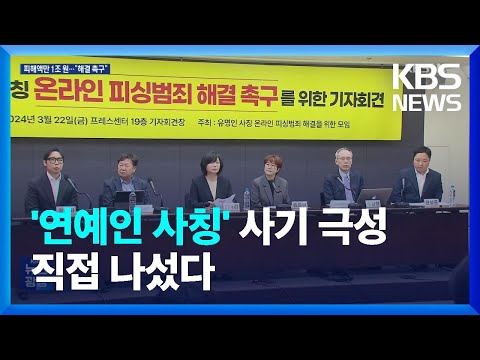 피해액만 1조 원…"해결 촉구"
KBS
NEWS
칭 온라인 피싱범죄 해결 촉구를 위한 기자회견
2024년 3월 22일(금) 프레스센터 19층 기자회견장 주최 : 유명인 사칭 온라인 피싱범죄 해결을 위한 모임
'연예인 사칭' 사기 극성
직접 나섰다